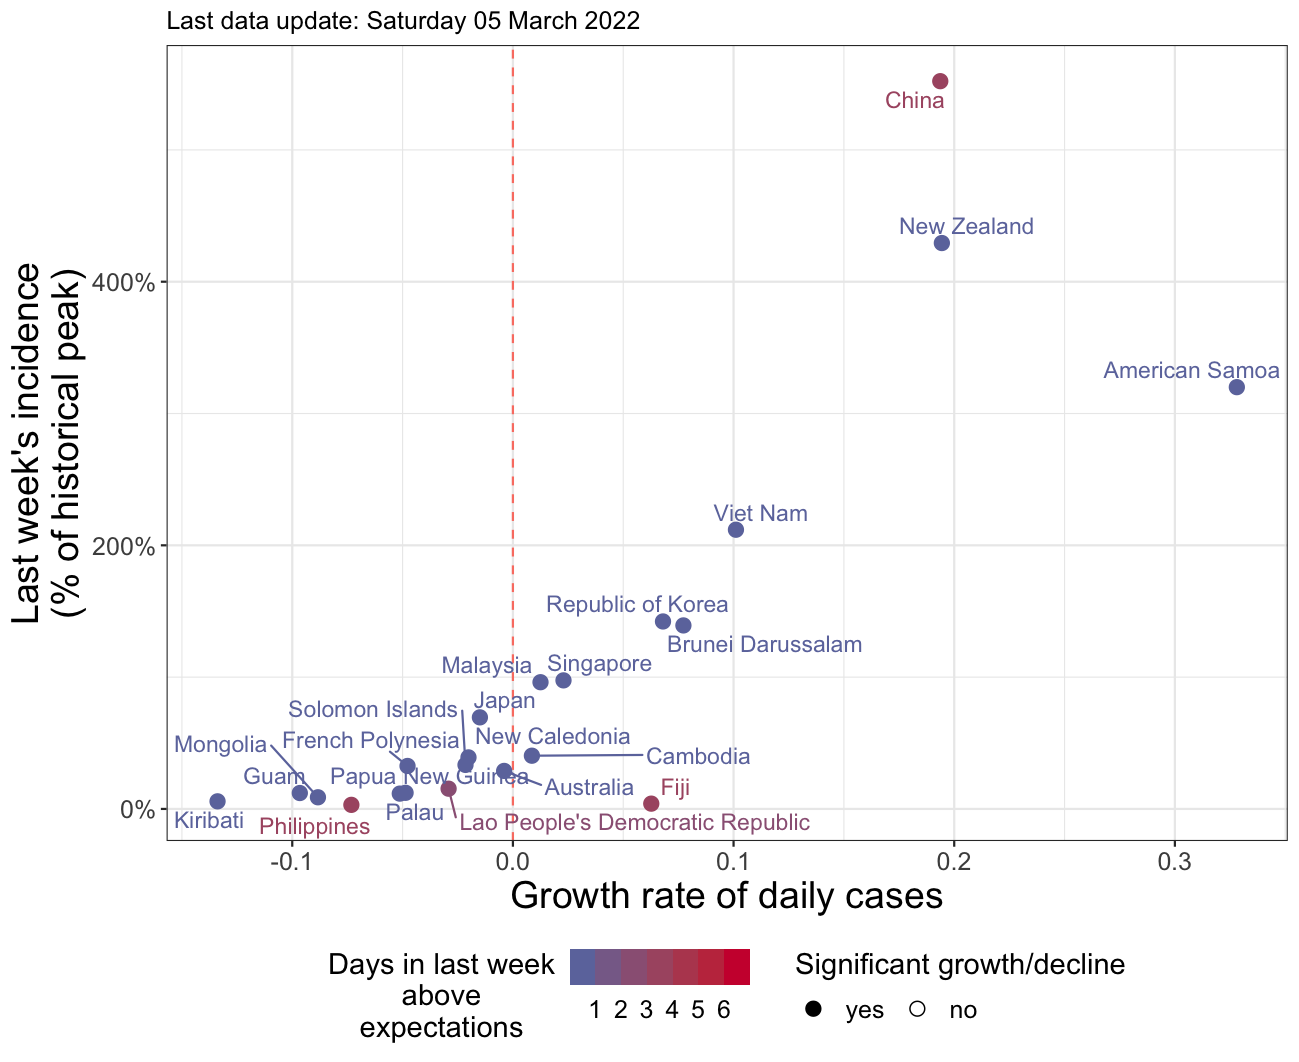 Last data update: Saturday 05 March 2022
Last week's incidence
(% of historical peak)
400%
200%
0%
China
New Zealand
American Samoa
Viet Nam
Republic of Korea
Brunei Darussalam
Malaysia
Singapore
Japan
Solomon Islands
New Caledonia
French Polynesia
Mongolia
Cambodia
Guam
Papua New Guinea
Australia
Fiji
Palau
Kiribati
Philippines
Lao People's Democratic Republic
-0.1
0.0
0.1
0.2
0.3
Growth rate of daily cases
Days in last week
above
expectations
1 2 3 4 5 6
Significant growth/decline
yes
no